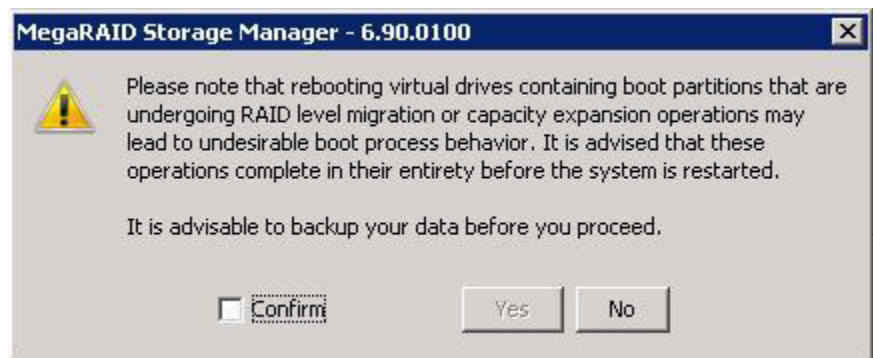 MegaRAID Storage Manager - 6.90.0100
Please note that rebooting virtual drives containing boot partitions that are
undergoing RAID level migration or capacity expansion operations may
lead to undesirable boot process behavior. It is advised that these
operations complete in their entirety before the system is restarted.
It is advisable to backup your data before you proceed.
Confirm Yes No